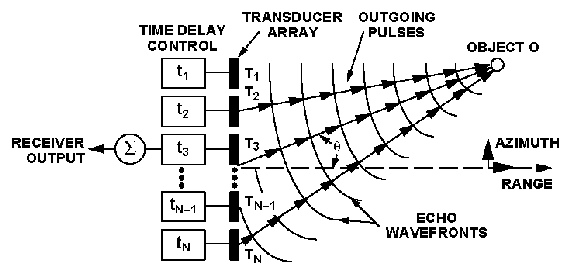 TIME DELAY
CONTROL
TRANSDUCER
ARRAY
OUTGOING
PULSES
OBJECT O
t1
T1
t2
T2
RECEIVER
OUTPUT
Σ
t3
T3
θ
AZIMUTH
RANGE
tN–1
TN–1
ECHO
WAVEFRONTS
tN
TN